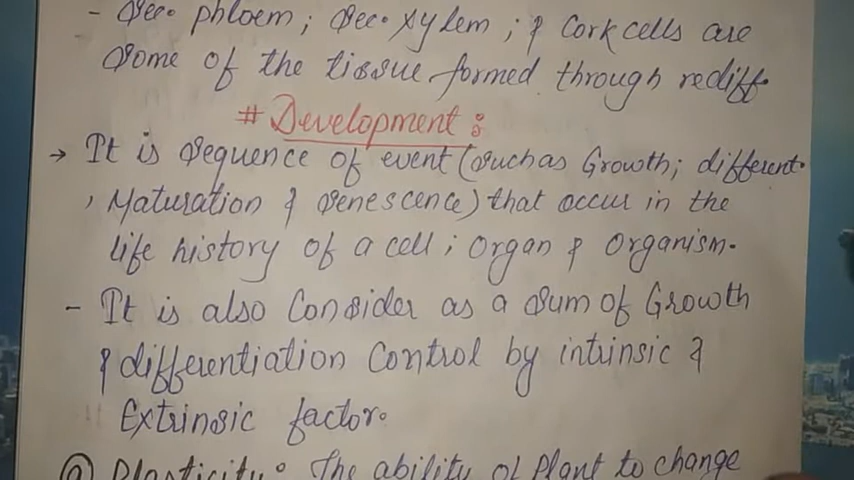 - Sec. phloem; Sec. xylem; & Cork cells are
Some of the tissue formed through rediff.
# Development:
→ It is sequence of event (such as Growth; different.
, Maturation & senescence) that occur in the
life history of a cell; organ & organism.
- It is also Consider as a sum of Growth
& differentiation Control by intrinsic &
Extrinsic factor.
@ Plasticity: The ability of plant to change